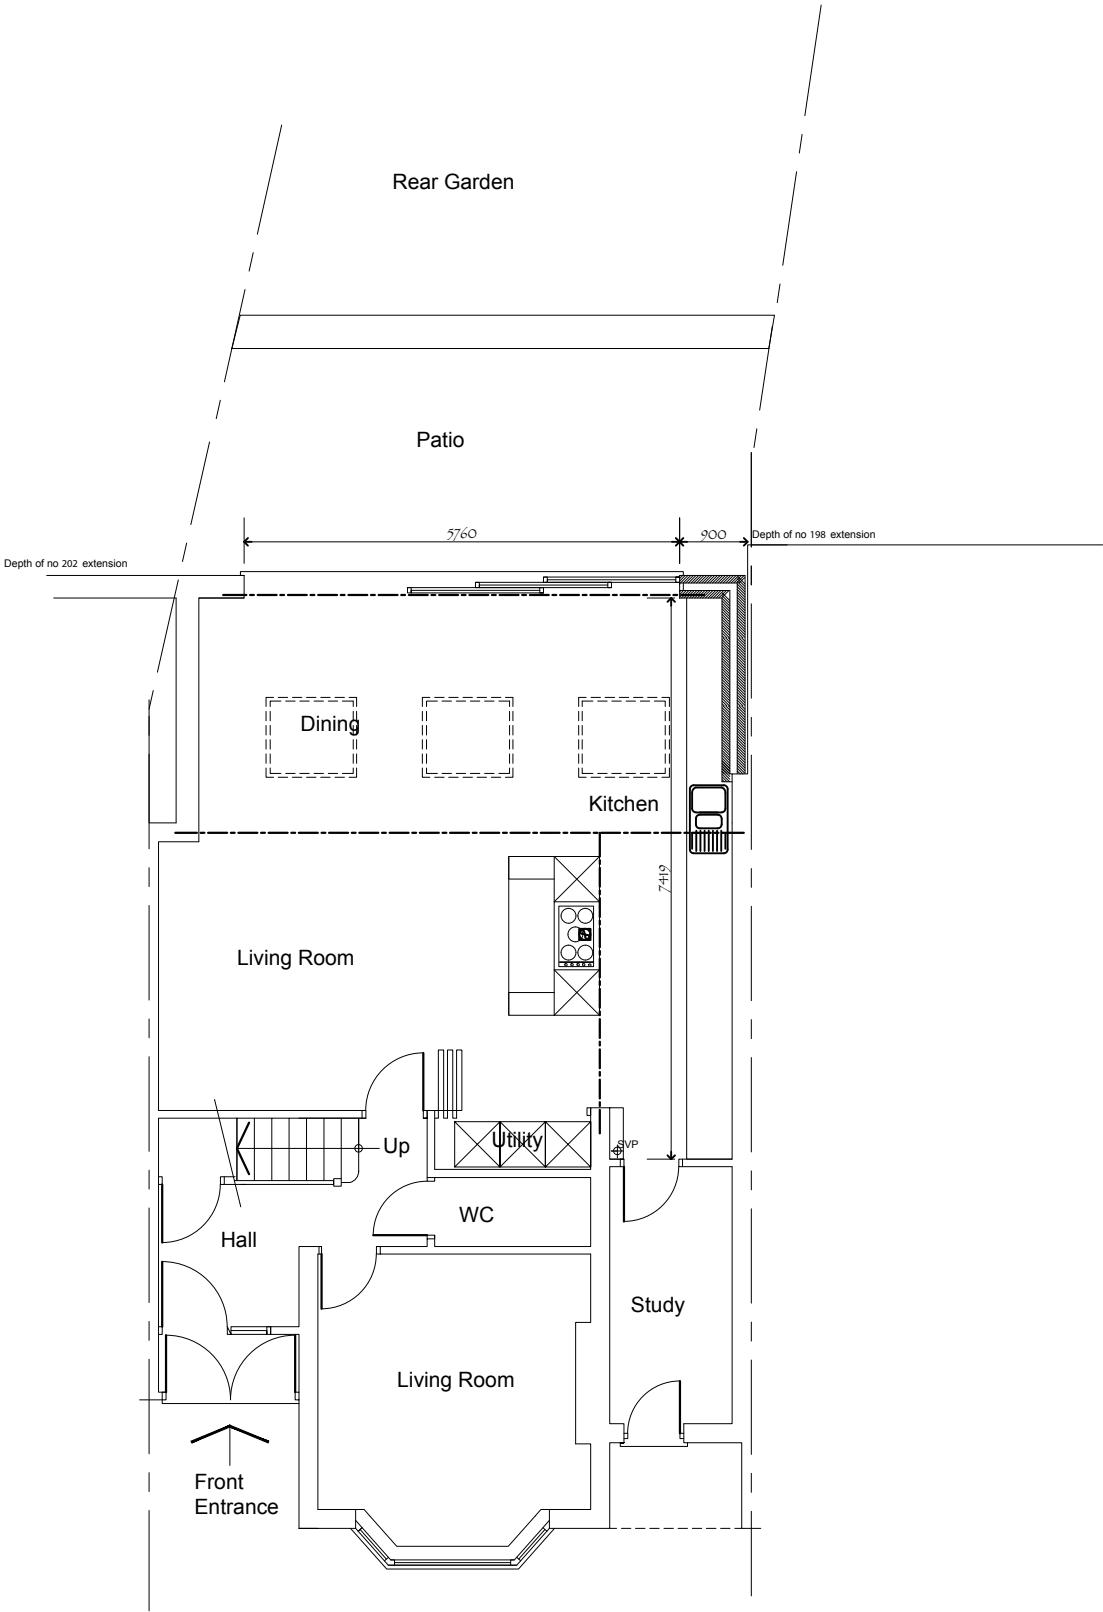 Rear Garden
Patio
5760
900
Depth of no 198 extension
Depth of no 202 extension
Dining
Kitchen
7419
Living Room
Up
Utility
SVP
WC
Hall
Study
Living Room
Front
Entrance